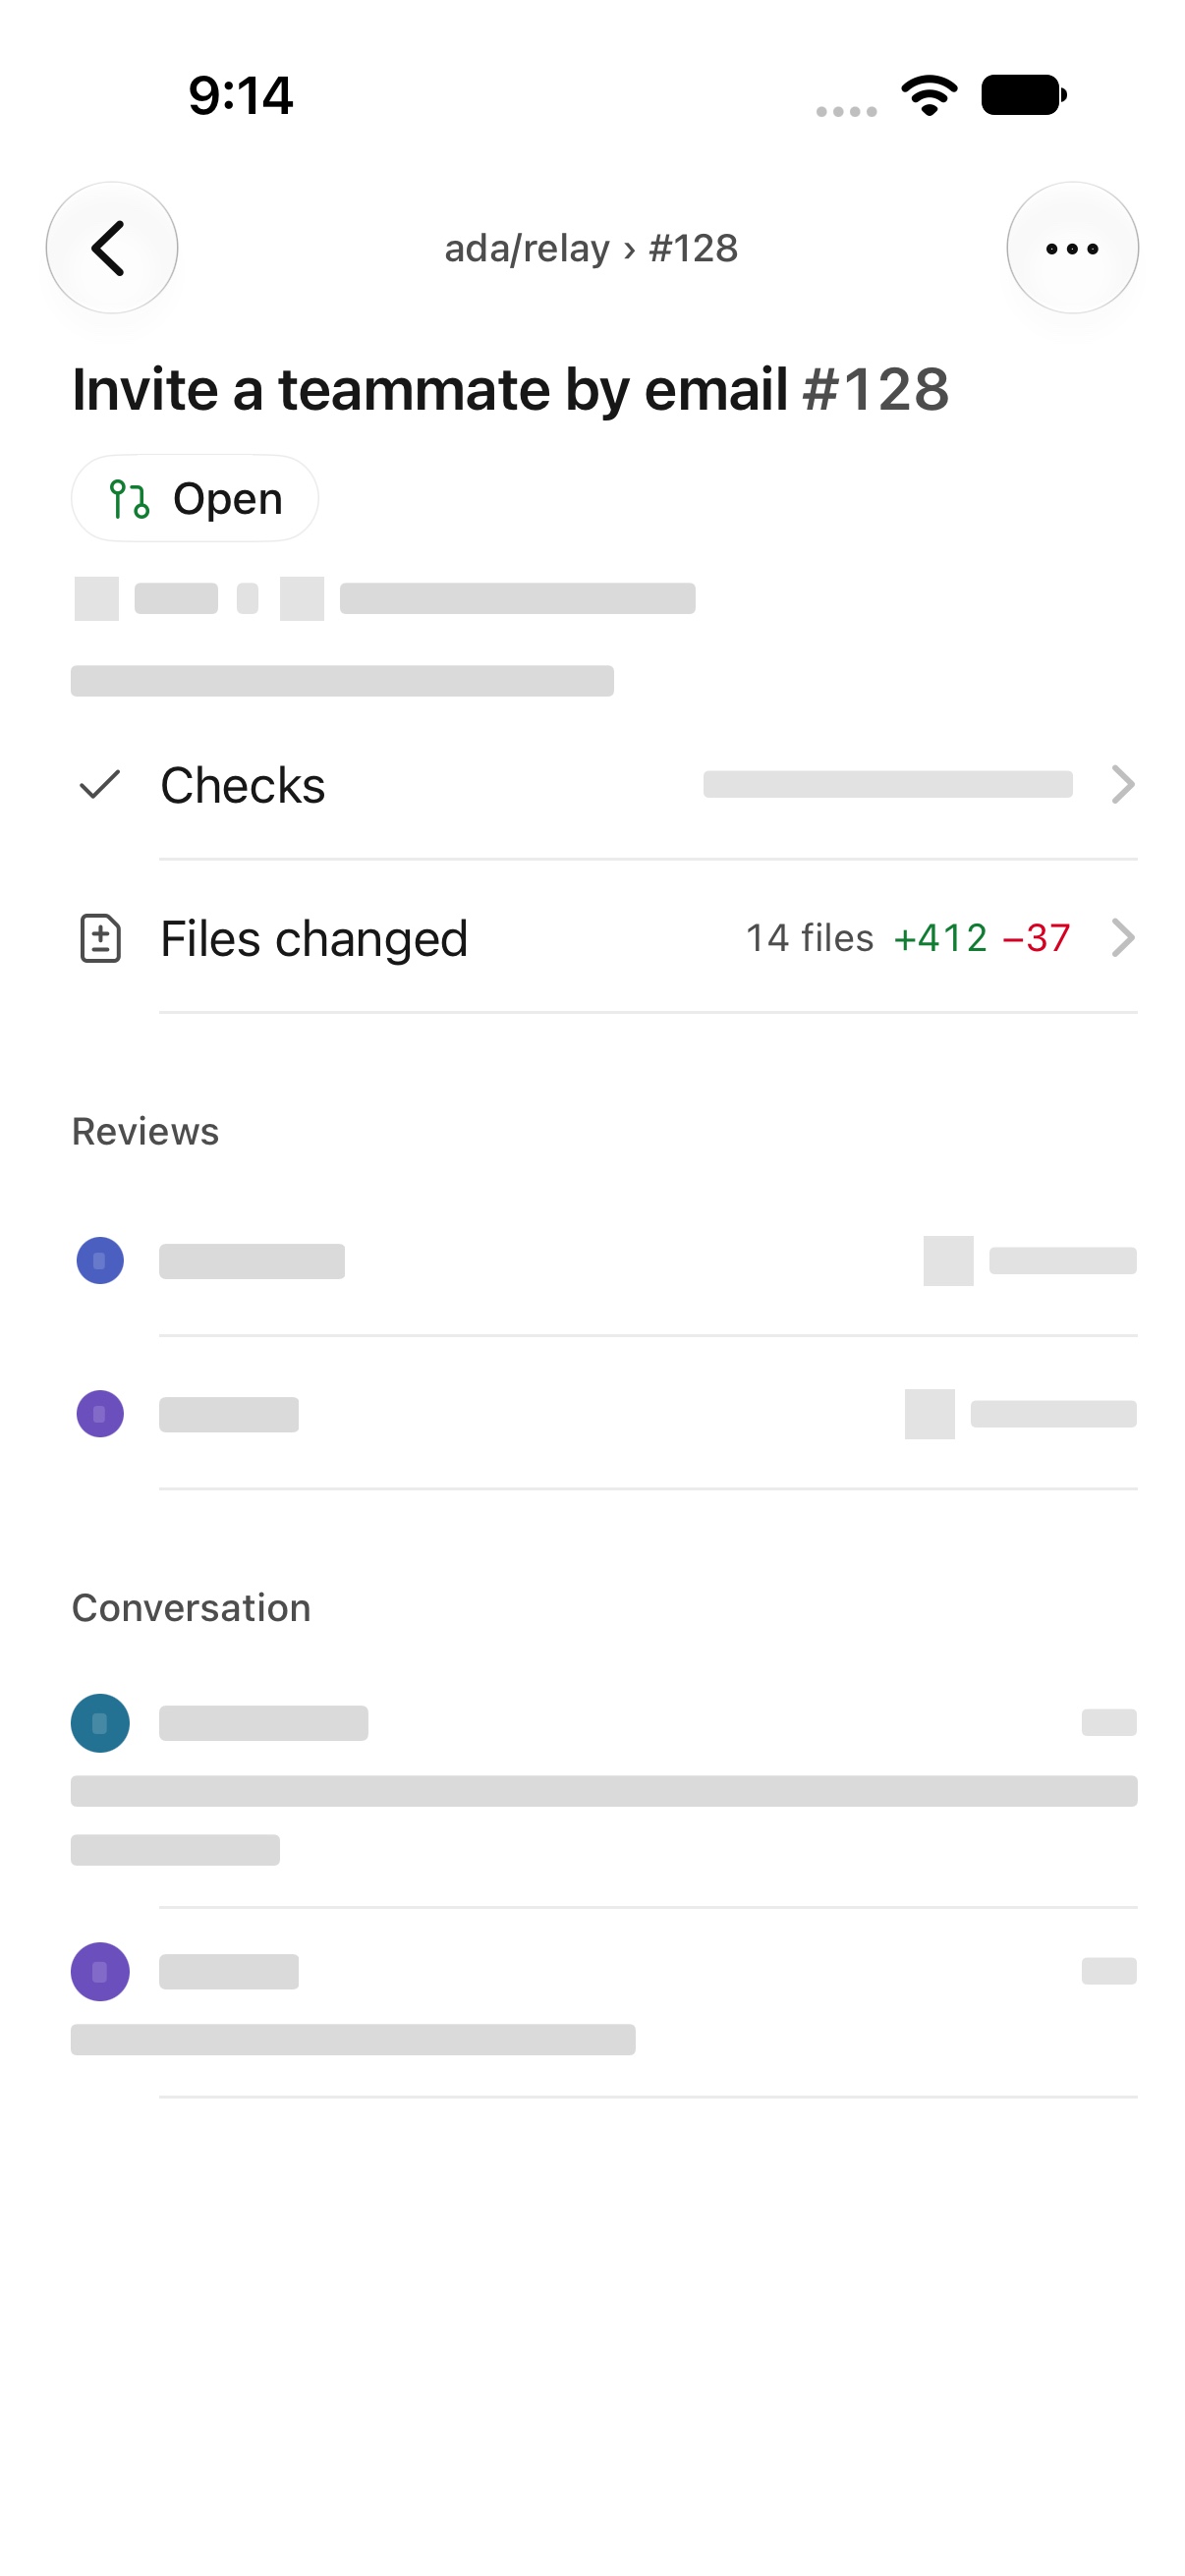 9:14
ada/relay › #128
Invite a teammate by email #128
Open
Checks
Files changed 14 files +412 −37
Reviews
Conversation